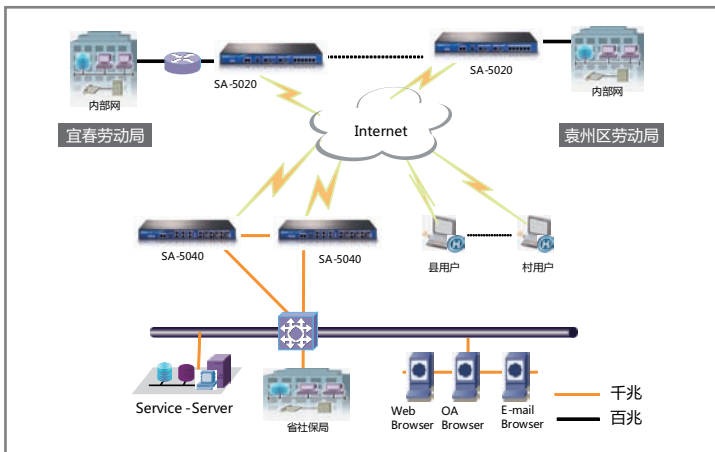 SA-5020
SA-5020
内部网
内部网
宜春劳动局
Internet
袁州区劳动局
SA-5040
SA-5040
县用户
村用户
Service-Server
省社保局
Web Browser
OA Browser
E-mail Browser
千兆
百兆